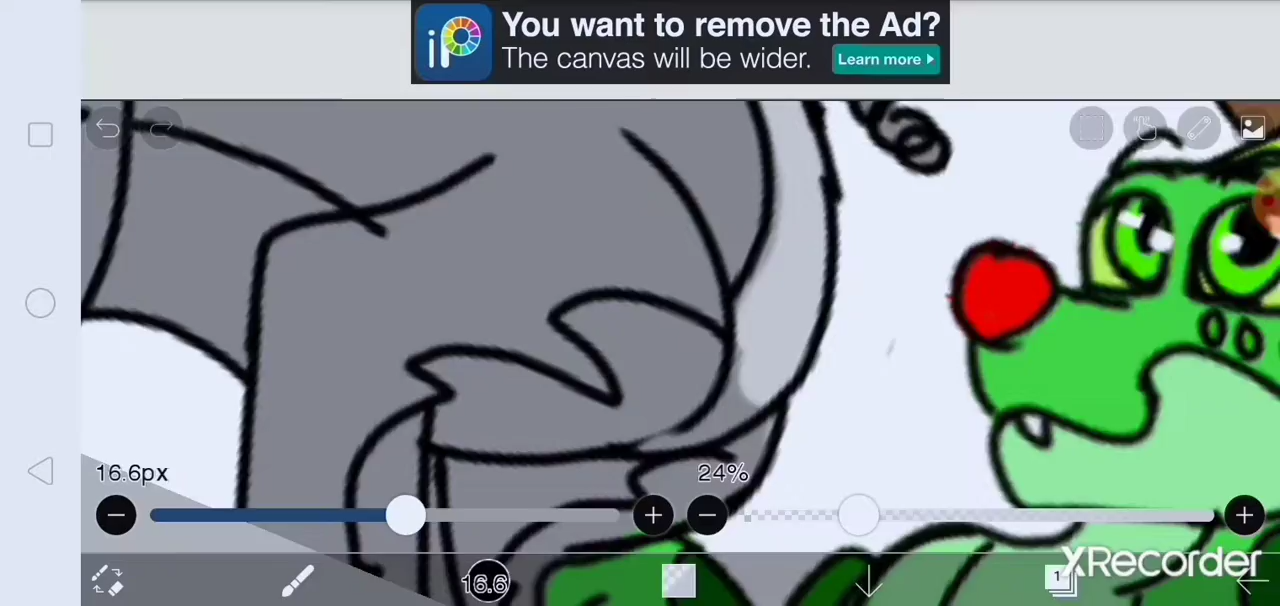 iP
You want to remove the Ad?
The canvas will be wider.
Learn more
16.6px
24%
16.6
1
XRecorder